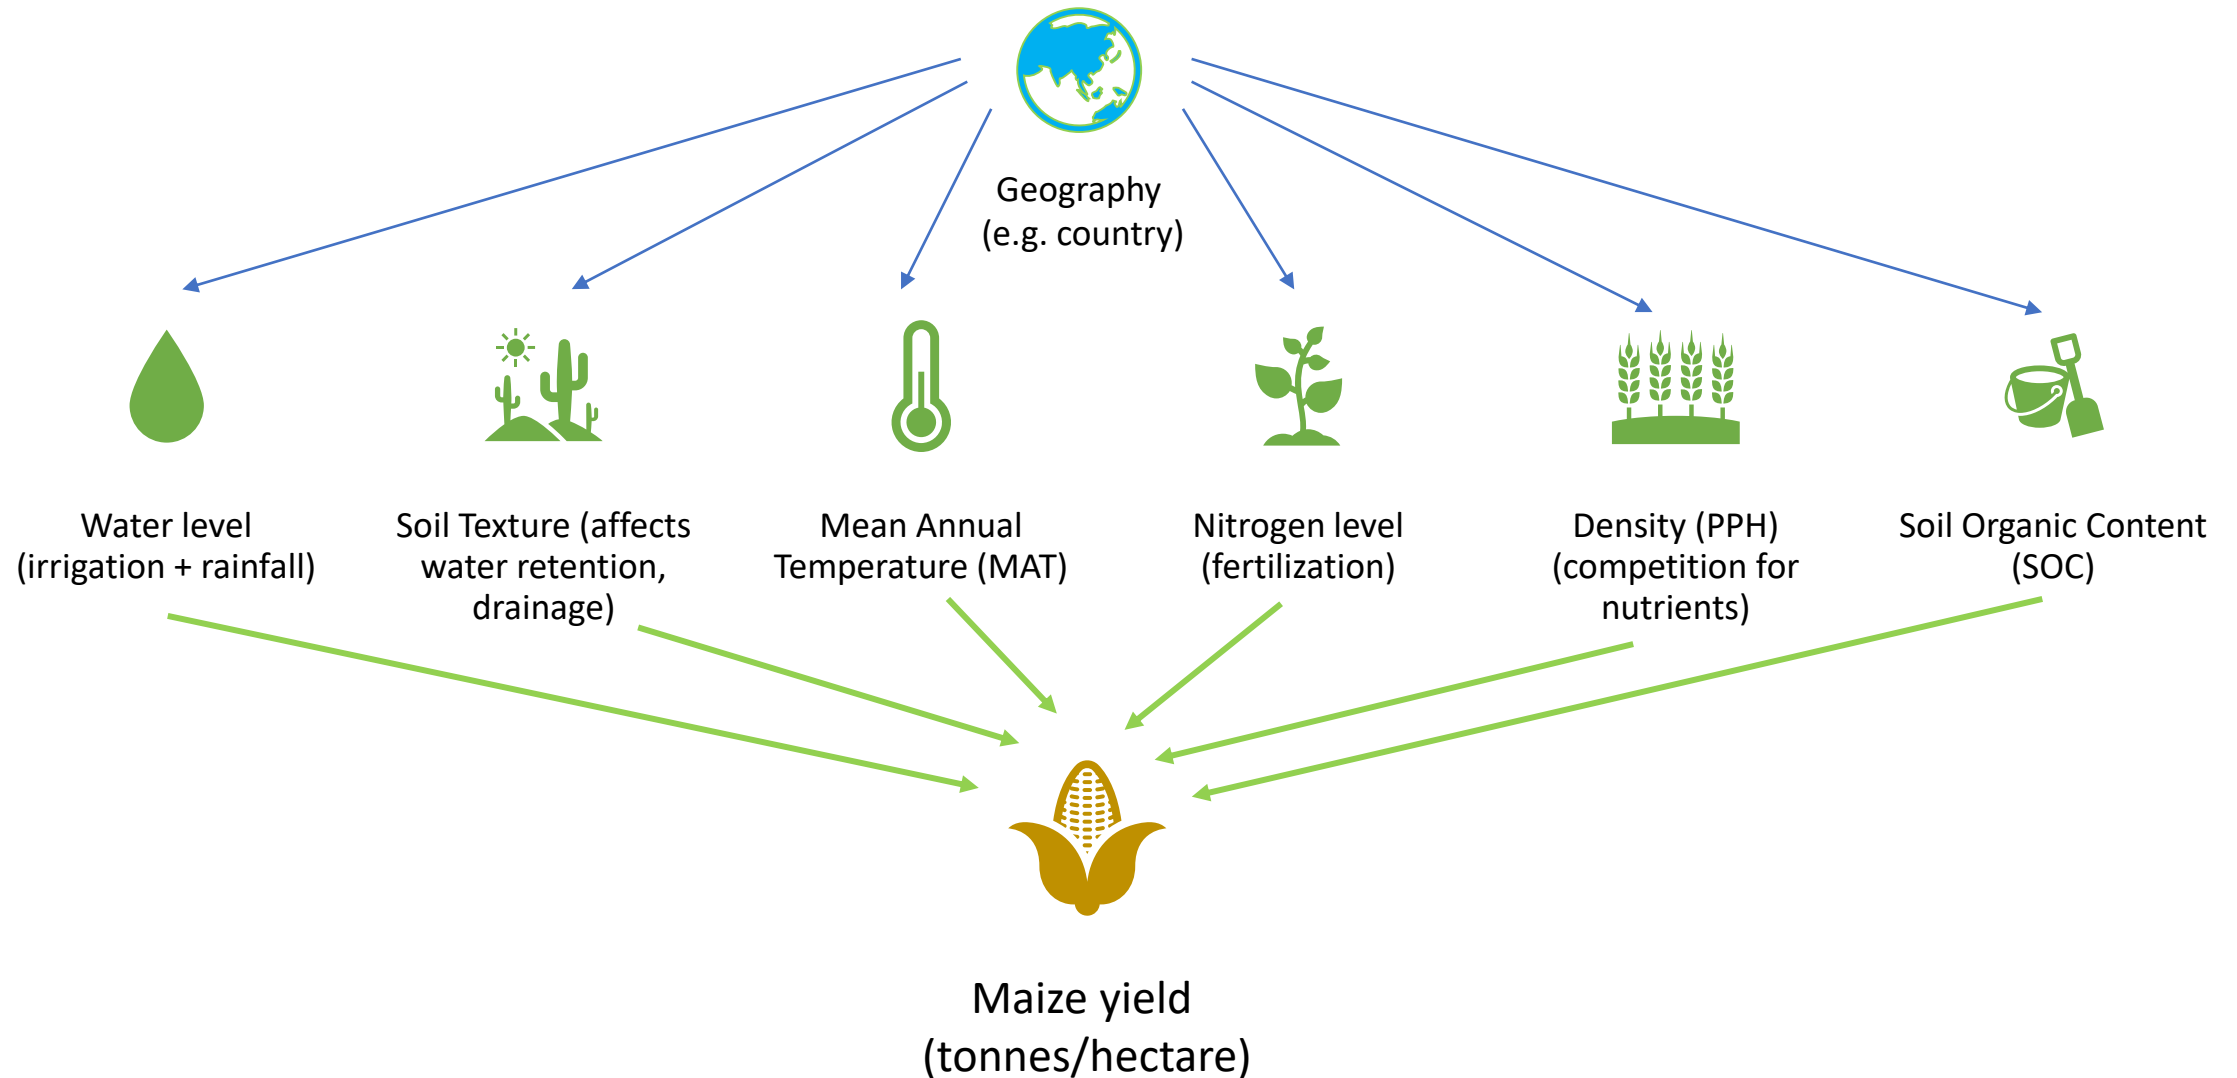 Geography
(e.g. country)
Water level
(irrigation + rainfall)
Soil Texture (affects
water retention,
drainage)
Mean Annual
Temperature (MAT)
Nitrogen level
(fertilization)
Density (PPH)
(competition for
nutrients)
Soil Organic Content
(SOC)
Maize yield
(tonnes/hectare)